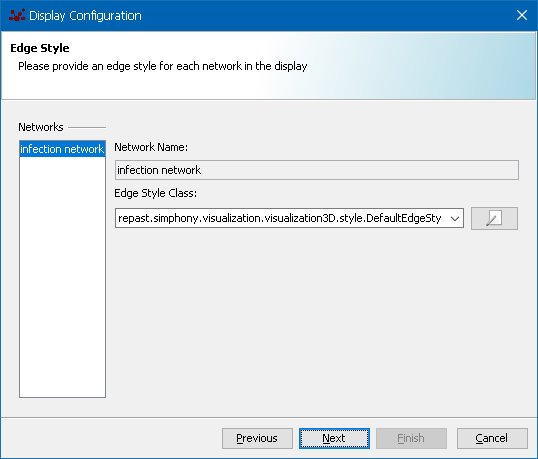 Display Configuration
Edge Style
Please provide an edge style for each network in the display
Networks
infection network
Network Name:
infection network
Edge Style Class:
repast.simphony.visualization.visualization3D.style.DefaultEdgeSty
Previous
Next
Finish
Cancel